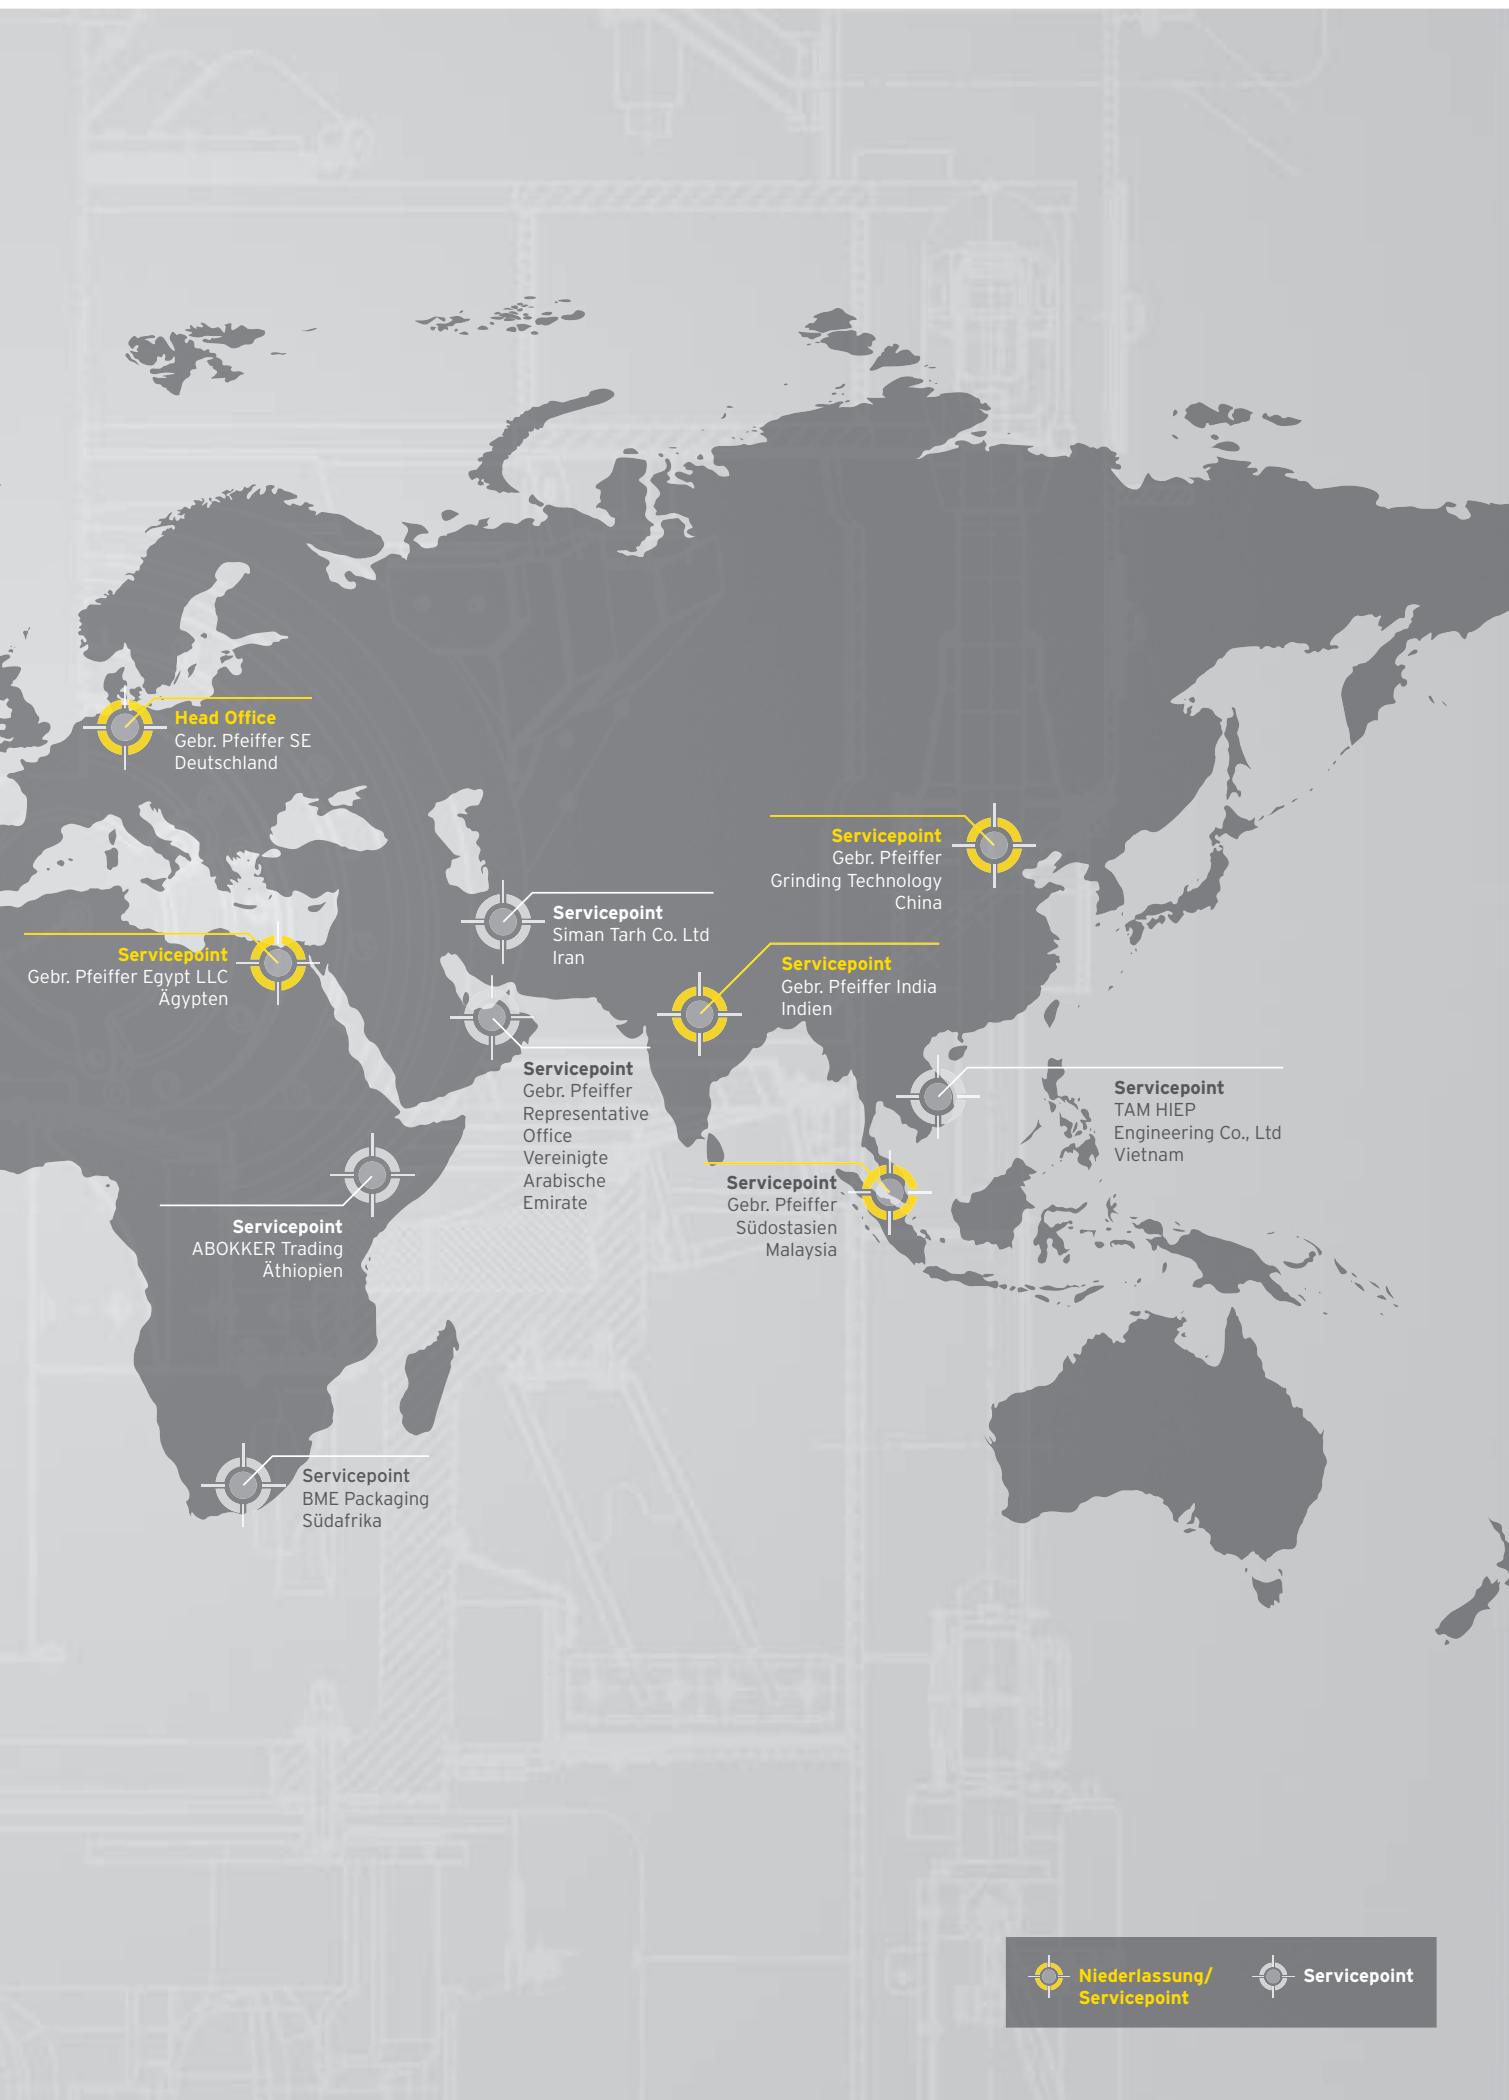 Head Office
Gebr. Pfeiffer SE
Deutschland
Servicepoint
Gebr. Pfeiffer
Grinding Technology
China
Servicepoint
Siman Tarh Co. Ltd
Iran
Servicepoint
Gebr. Pfeiffer Egypt LLC
Ägypten
Servicepoint
Gebr. Pfeiffer India
Indien
Servicepoint
Gebr. Pfeiffer
Representative
Office
Vereinigte
Arabische
Emirate
Servicepoint
TAM HIEP
Engineering Co., Ltd
Vietnam
Servicepoint
Gebr. Pfeiffer
Südostasien
Malaysia
Servicepoint
ABOKKER Trading
Äthiopien
Servicepoint
BME Packaging
Südafrika
Niederlassung/
Servicepoint
Servicepoint